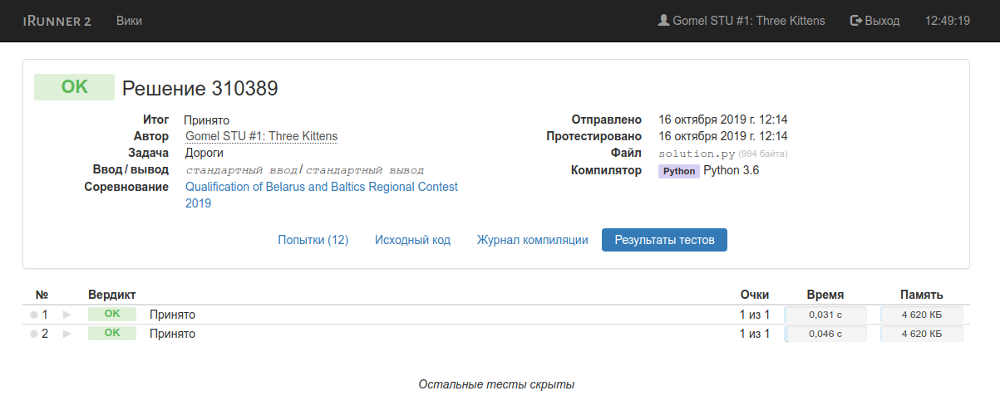 iRunner 2 Вики Gomel STU #1: Three Kittens Выход 12:49:19
OK Решение 310389
Итог Принято
Автор Gomel STU #1: Three Kittens
Задача Дороги
Ввод / вывод стандартный ввод / стандартный вывод
Соревнование Qualification of Belarus and Baltics Regional Contest
2019
Отправлено 16 октября 2019 г. 12:14
Протестировано 16 октября 2019 г. 12:14
Файл solution.py (994 байта)
Компилятор Python Python 3.6
Попытки (12) Исходный код Журнал компиляции Результаты тестов
№ Вердикт Очки Время Память
1 OK Принято 1 из 1 0,031 с 4 620 КБ
2 OK Принято 1 из 1 0,046 с 4 620 КБ
Остальные тесты скрыты